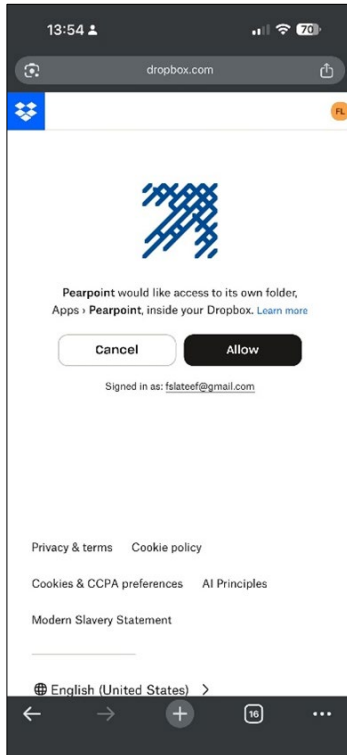 13:54
70
dropbox.com
FL
Pearpoint would like access to its own folder,
Apps › Pearpoint, inside your Dropbox. Learn more
Cancel Allow
Signed in as: fslateef@gmail.com
Privacy & terms Cookie policy
Cookies & CCPA preferences AI Principles
Modern Slavery Statement
English (United States)
16